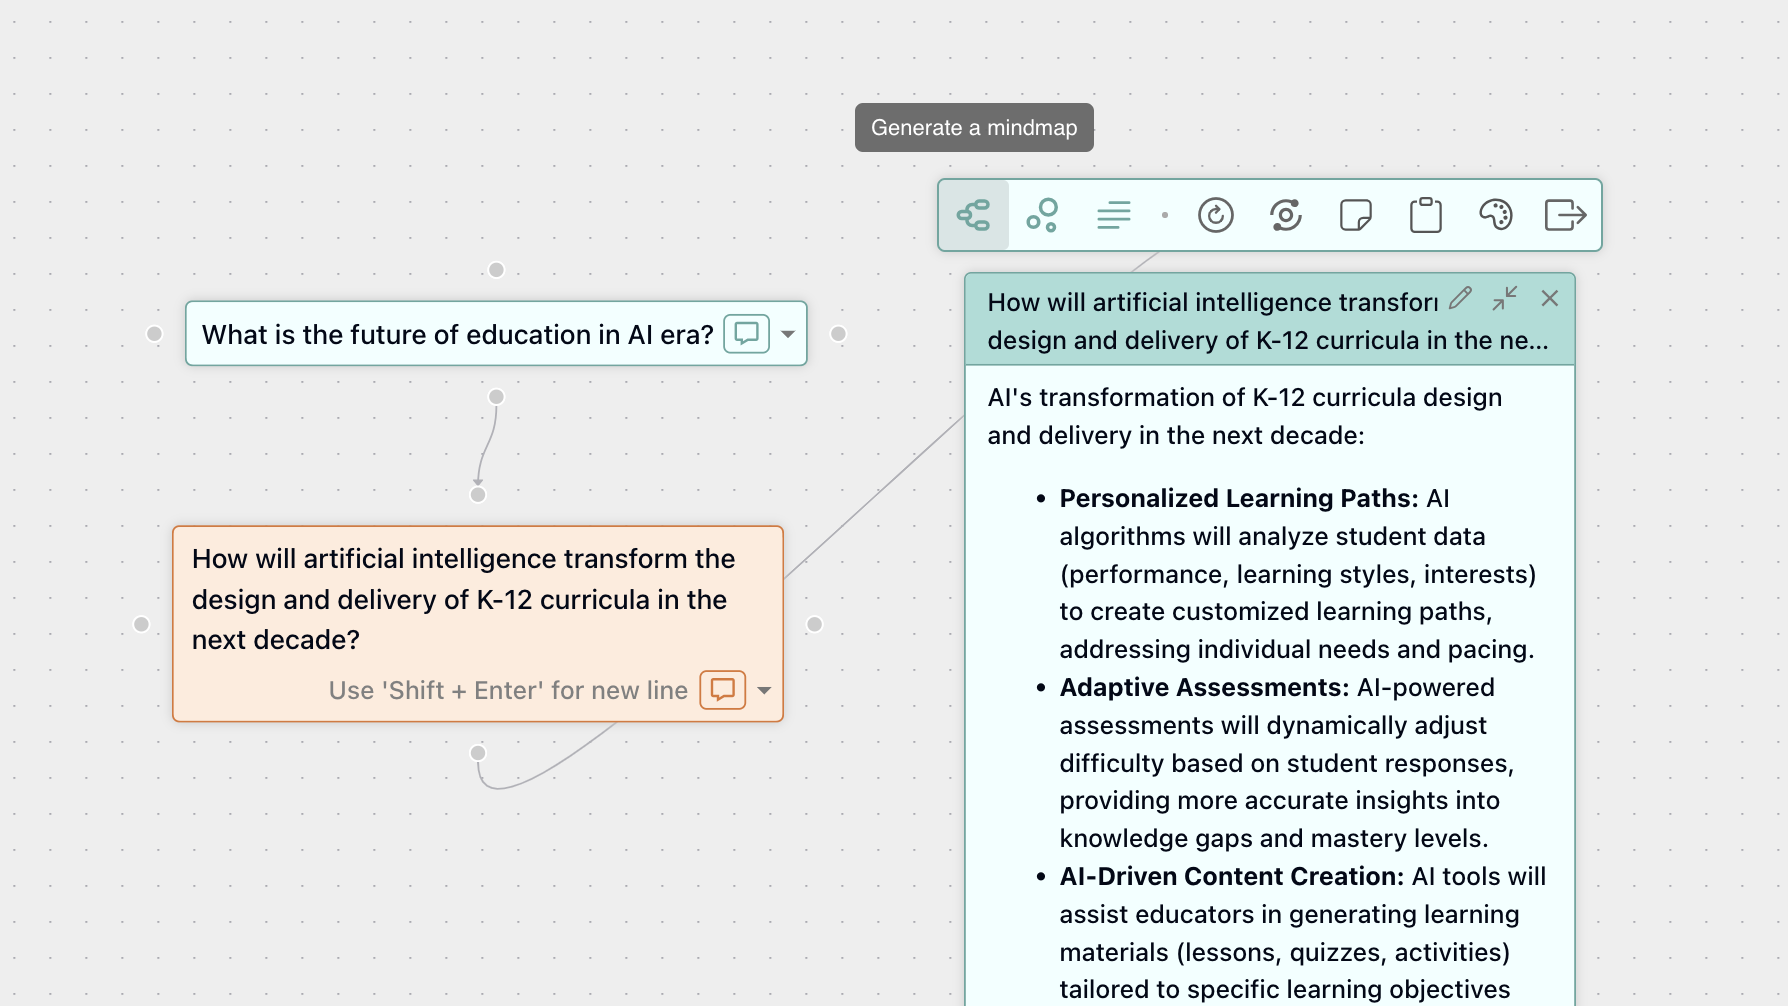 Generate a mindmap
What is the future of education in AI era?
How will artificial intelligence transform the
design and delivery of K-12 curricula in the
next decade?
Use 'Shift + Enter' for new line
How will artificial intelligence transfor
design and delivery of K-12 curricula in the ne...
AI's transformation of K-12 curricula design
and delivery in the next decade:
• Personalized Learning Paths: AI
algorithms will analyze student data
(performance, learning styles, interests)
to create customized learning paths,
addressing individual needs and pacing.
• Adaptive Assessments: AI-powered
assessments will dynamically adjust
difficulty based on student responses,
providing more accurate insights into
knowledge gaps and mastery levels.
• AI-Driven Content Creation: AI tools will
assist educators in generating learning
materials (lessons, quizzes, activities)
tailored to specific learning objectives